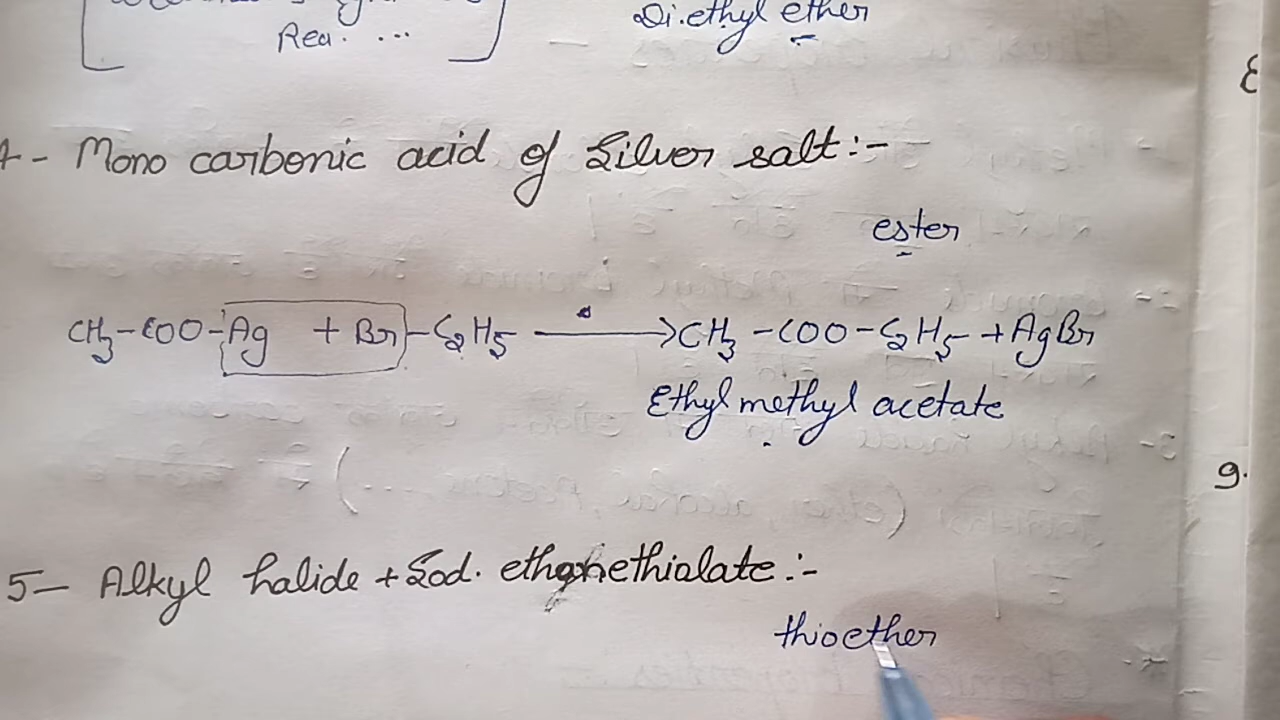 Rea. ...
Di.ethyl ether
4- Mono carbonic acid of Silver salt:-
ester
CH3-COO-Ag + Br-C2H5 ⟶ CH3-COO-C2H5 + AgBr
Ethyl methyl acetate
9.
5- Alkyl halide + Sod. ethanethiolate:-
thioether